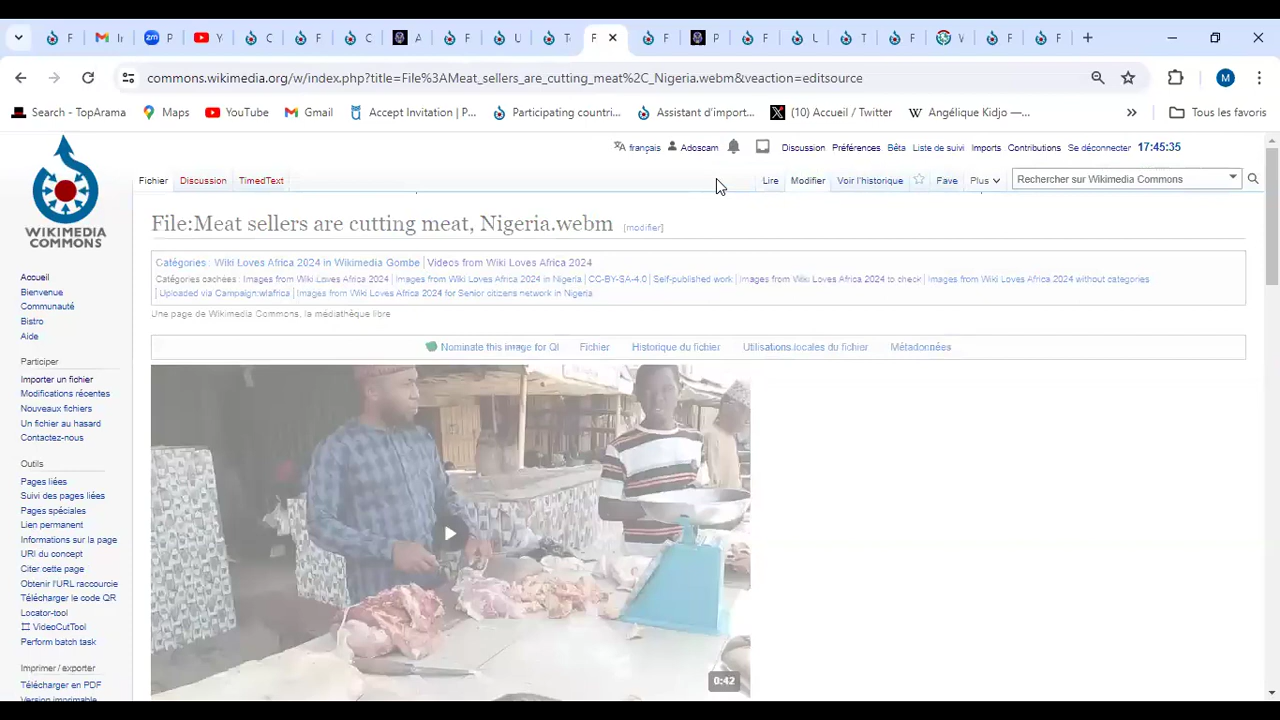 F
Ir
P
Y
C
F
C
A
F
U
T
F
F
P
F
U
T
F
V
F
F
commons.wikimedia.org/w/index.php?title=File%3AMeat_sellers_are_cutting_meat%2C_Nigeria.webm&veaction=editsource
M
Search - TopArama
Maps
YouTube
Gmail
Accept Invitation | P...
Participating countri...
Assistant d'import...
(10) Accueil / Twitter
Angélique Kidjo —...
»
Tous les favoris
français
Adoscam
Discussion
Préférences
Bêta
Liste de suivi
Imports
Contributions
Se déconnecter
17:45:35
Fichier
Discussion
TimedText
Lire
Modifier
Voir l'historique
Fave
Plus
Rechercher sur Wikimedia Commons
WIKIMEDIA
COMMONS
File:Meat sellers are cutting meat, Nigeria.webm [modifier]
Catégories : Wiki Loves Africa 2024 in Wikimedia Gombe | Videos from Wiki Loves Africa 2024
Catégories cachées : Images from Wiki Loves Africa 2024 | Images from Wiki Loves Africa 2024 in Nigeria | CC-BY-SA-4.0 | Self-published work | Images from Wiki Loves Africa 2024 to check | Images from Wiki Loves Africa 2024 without categories
| Uploaded via Campaign:wlafrica | Images from Wiki Loves Africa 2024 for Senior citizens network in Nigeria
Une page de Wikimedia Commons, la médiathèque libre.
Nominate this image for QI
Fichier
Historique du fichier
Utilisations locales du fichier
Métadonnées
0:42
Accueil
Bienvenue
Communauté
Bistro
Aide
Participer
Importer un fichier
Modifications récentes
Nouveaux fichiers
Un fichier au hasard
Contactez-nous
Outils
Pages liées
Suivi des pages liées
Pages spéciales
Lien permanent
Informations sur la page
URI du concept
Citer cette page
Obtenir l'URL raccourcie
Télécharger le code QR
Locator-tool
VideoCutTool
Perform batch task
Imprimer / exporter
Télécharger en PDF
Version imprimable